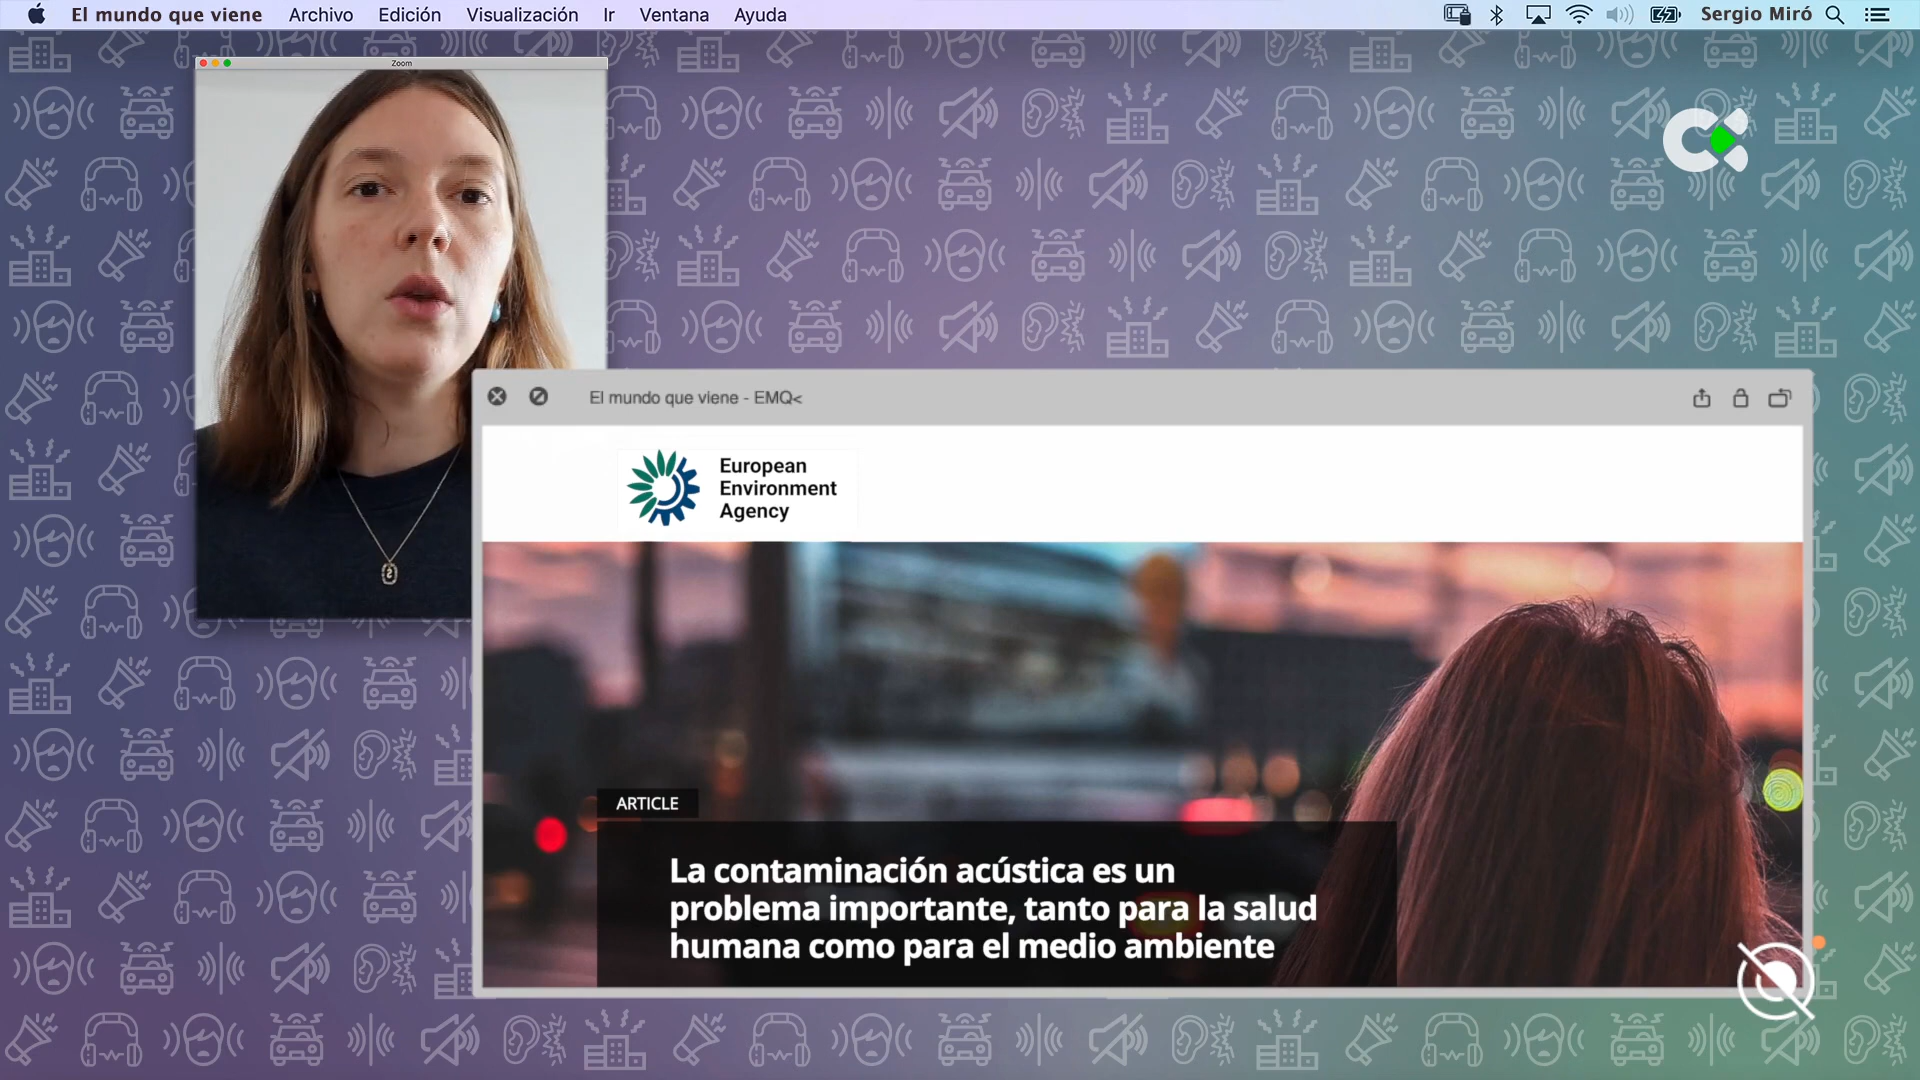 El mundo que viene Archivo Edición Visualización Ir Ventana Ayuda Sergio Miró
Zoom
El mundo que viene - EMQ<
European
Environment
Agency
ARTICLE
La contaminación acústica es un
problema importante, tanto para la salud
humana como para el medio ambiente